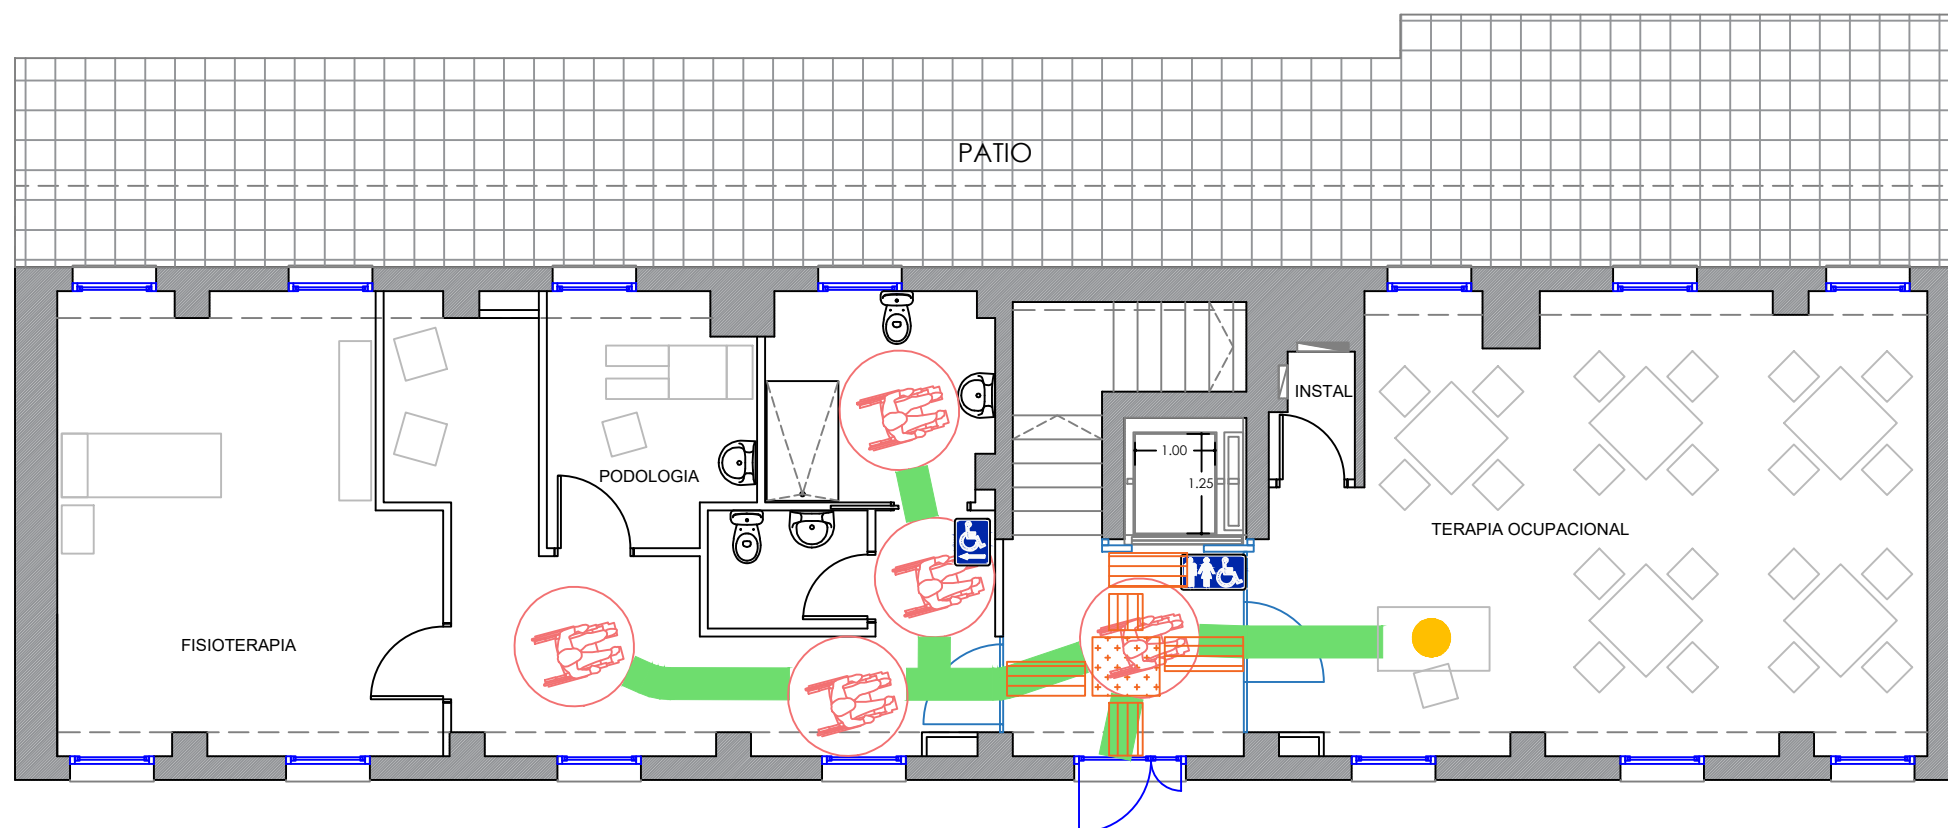 PATIO
INSTAL
1.00
1.25
PODOLOGIA
TERAPIA OCUPACIONAL
FISIOTERAPIA